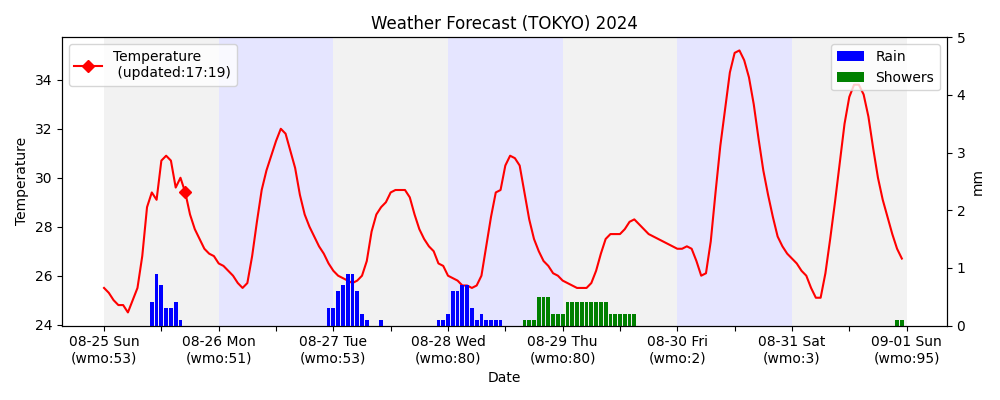 Weather Forecast (TOKYO) 2024
Temperature
(updated:17:19)
Rain
Showers
Temperature
34
32
30
28
26
24
5
4
3
2
1
0
mm
08-25 Sun
(wmo:53)
08-26 Mon
(wmo:51)
08-27 Tue
(wmo:53)
08-28 Wed
(wmo:80)
08-29 Thu
(wmo:80)
08-30 Fri
(wmo:2)
08-31 Sat
(wmo:3)
09-01 Sun
(wmo:95)
Date